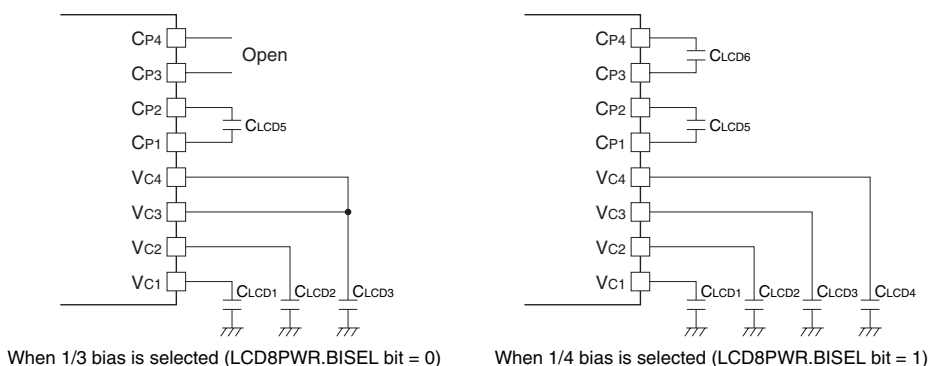 CP4
CP3
CP2
CP1
VC4
VC3
VC2
VC1
Open
CLCD5
CLCD1 CLCD2 CLCD3
When 1/3 bias is selected (LCD8PWR.BISEL bit = 0)
CP4
CP3
CP2
CP1
VC4
VC3
VC2
VC1
CLCD6
CLCD5
CLCD1 CLCD2 CLCD3 CLCD4
When 1/4 bias is selected (LCD8PWR.BISEL bit = 1)